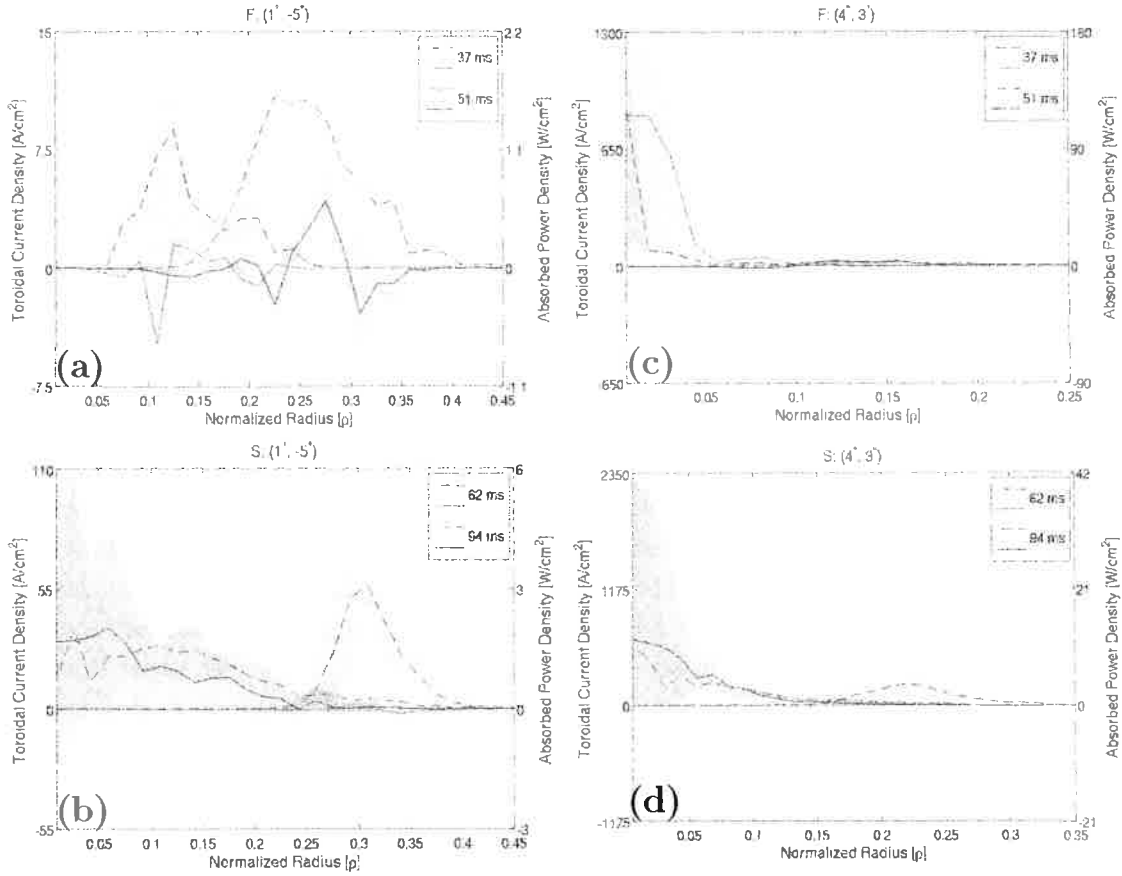 F: (1°, -5°)
15
7.5
0
-7.5
Toroidal Current Density [A/cm²]
2.2
1.1
0
-1.1
Absorbed Power Density [W/cm²]
37 ms
51 ms
(a)
0.05 0.1 0.15 0.2 0.25 0.3 0.35 0.4 0.45
Normalized Radius [ρ]
F: (4°, 3°)
1300
650
0
-650
Toroidal Current Density [A/cm²]
180
90
0
-90
Absorbed Power Density [W/cm²]
37 ms
51 ms
(c)
0.05 0.1 0.15 0.2 0.25
Normalized Radius [ρ]
S: (1°, -5°)
110
55
0
-55
Toroidal Current Density [A/cm²]
6
3
0
-3
Absorbed Power Density [W/cm²]
62 ms
94 ms
(b)
0.05 0.1 0.15 0.2 0.25 0.3 0.35 0.4 0.45
Normalized Radius [ρ]
S: (4°, 3°)
2350
1175
0
-1175
Toroidal Current Density [A/cm²]
42
21
0
-21
Absorbed Power Density [W/cm²]
62 ms
94 ms
(d)
0.05 0.1 0.15 0.2 0.25 0.3 0.35
Normalized Radius [ρ]